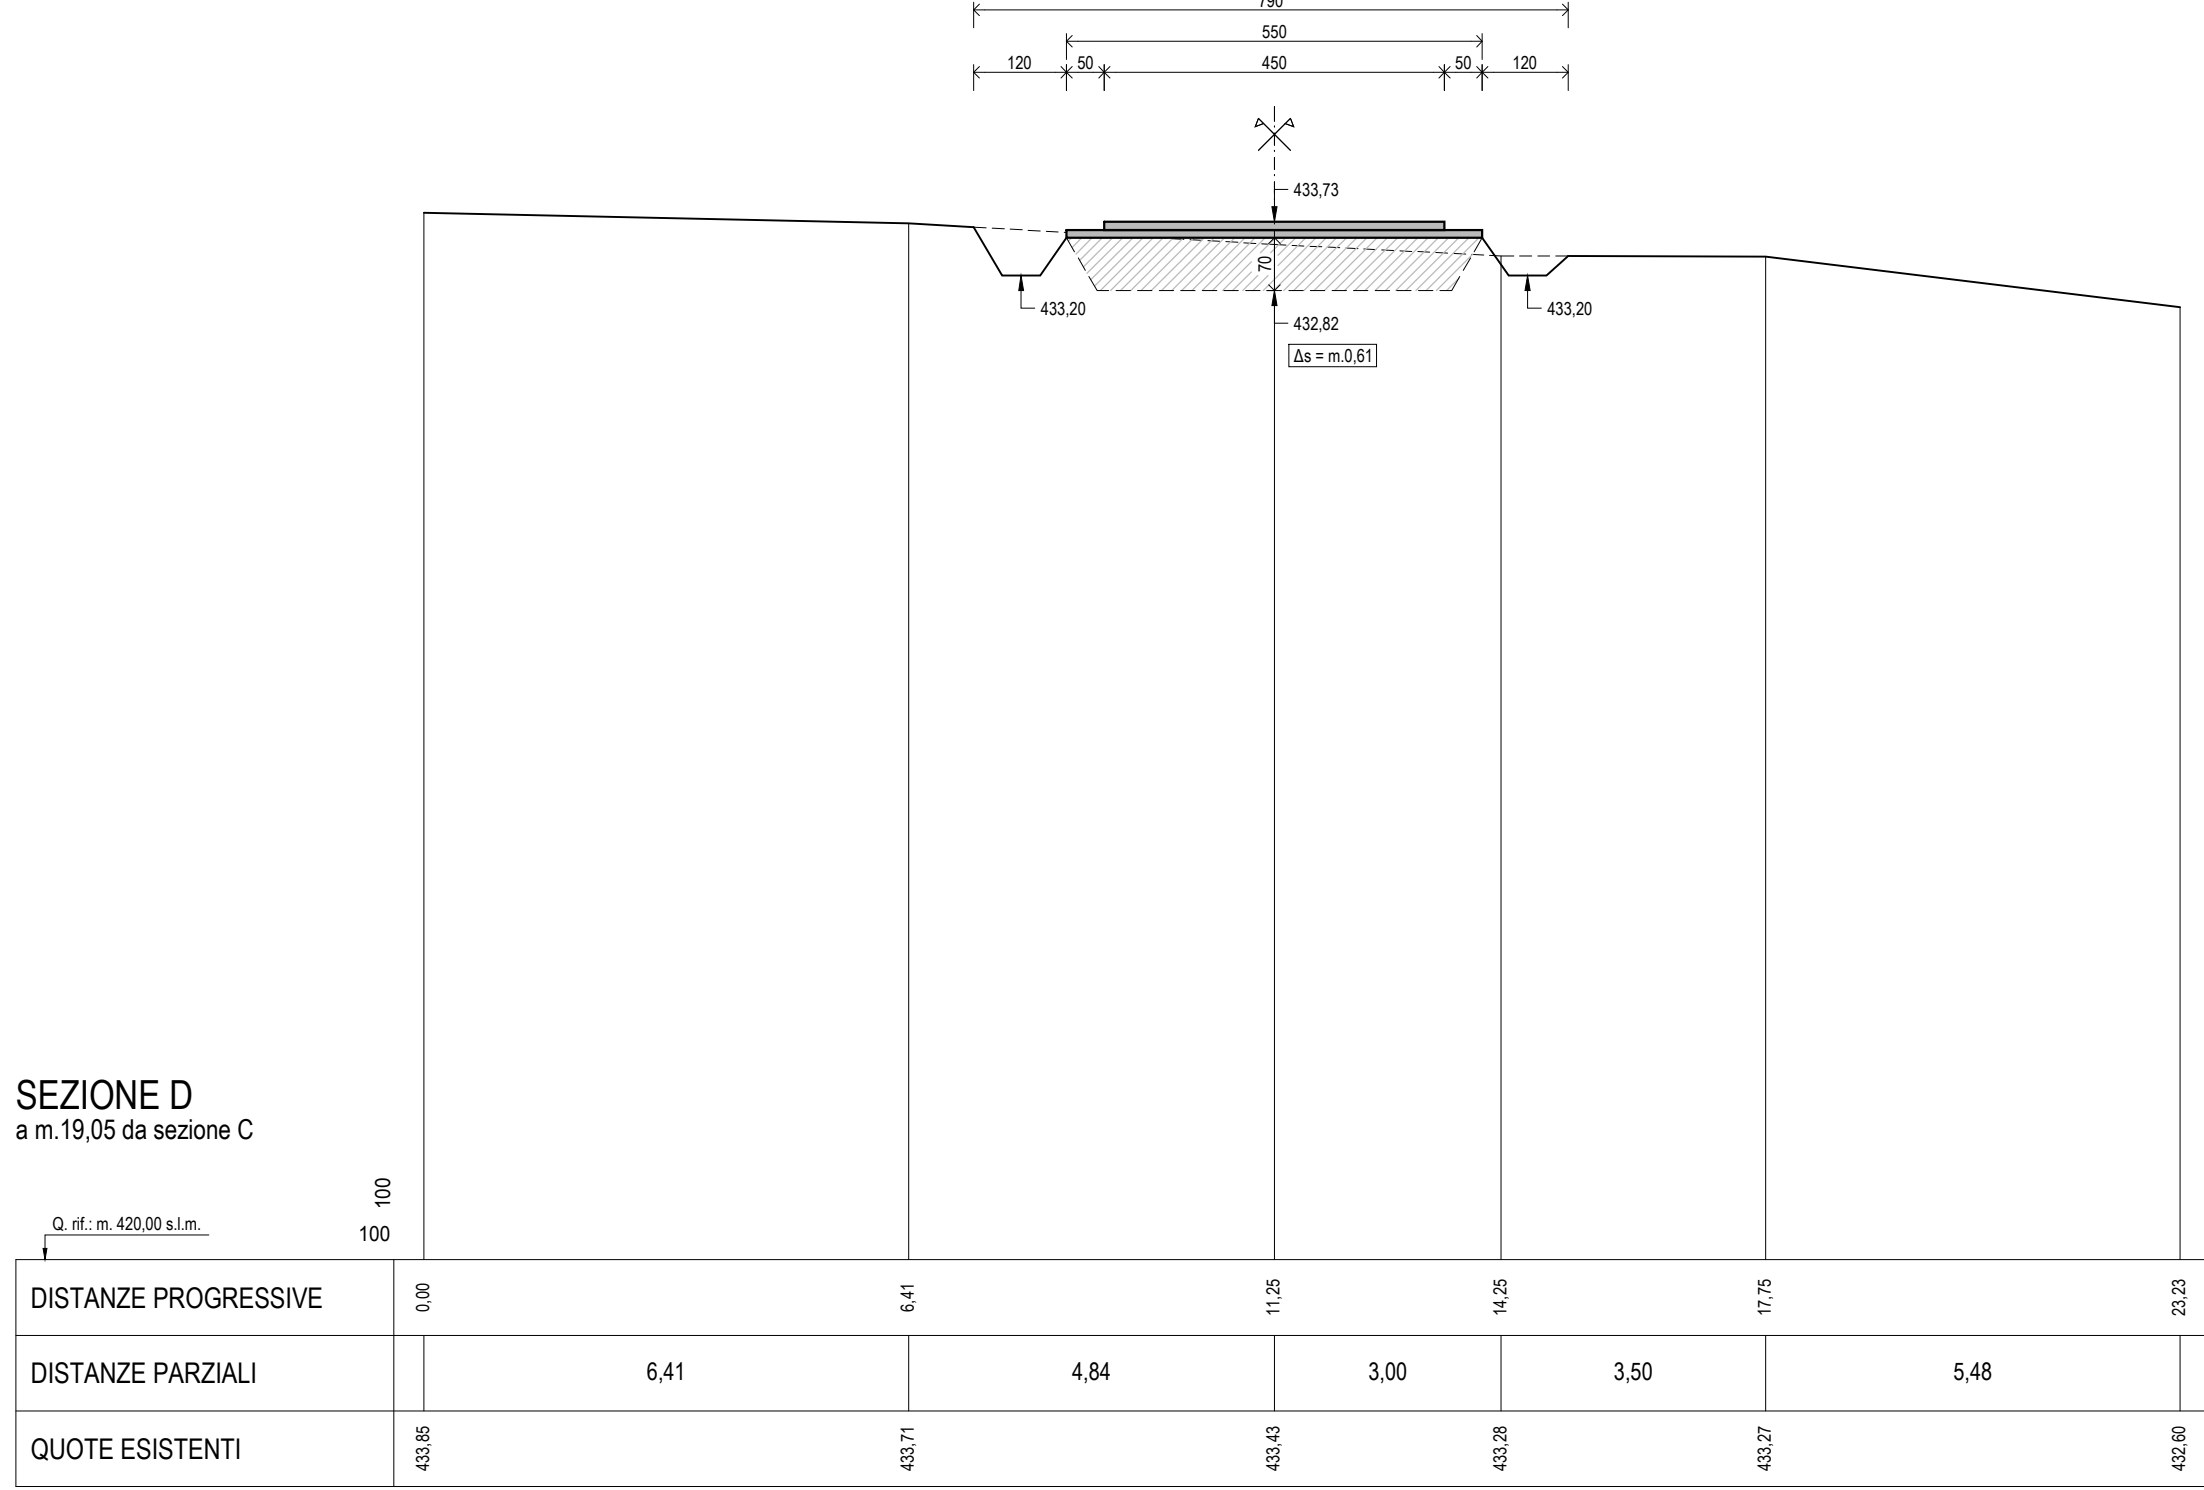 790
550
120 50 450 50 120
433,73
70
433,20
433,20
432,82
Δs = m.0,61
SEZIONE D
a m.19,05 da sezione C
100
Q. rif.: m. 420,00 s.l.m.
100
DISTANZE PROGRESSIVE 0,00 6,41 11,25 14,25 17,75 23,23
DISTANZE PARZIALI 6,41 4,84 3,00 3,50 5,48
QUOTE ESISTENTI 433,85 433,71 433,43 433,28 433,27 432,60